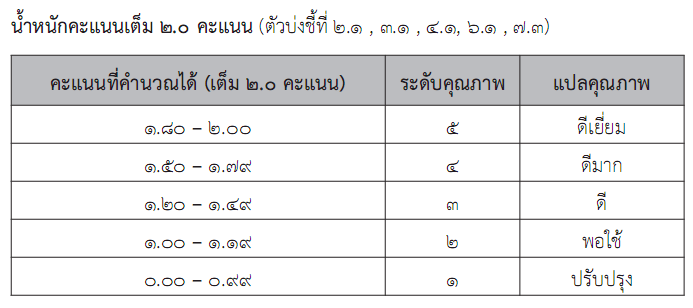 น้ำหนักคะแนนเต็ม ๒.๐ คะแนน (ตัวบ่งชี้ที่ ๒.๑ , ๓.๑ , ๔.๑, ๖.๑ , ๗.๓)
คะแนนที่คำนวณได้ (เต็ม ๒.๐ คะแนน) ระดับคุณภาพ แปลคุณภาพ
๑.๘๐ – ๒.๐๐ ๕ ดีเยี่ยม
๑.๕๐ – ๑.๗๙ ๔ ดีมาก
๑.๒๐ – ๑.๔๙ ๓ ดี
๑.๐๐ – ๑.๑๙ ๒ พอใช้
๐.๐๐ – ๐.๙๙ ๑ ปรับปรุง